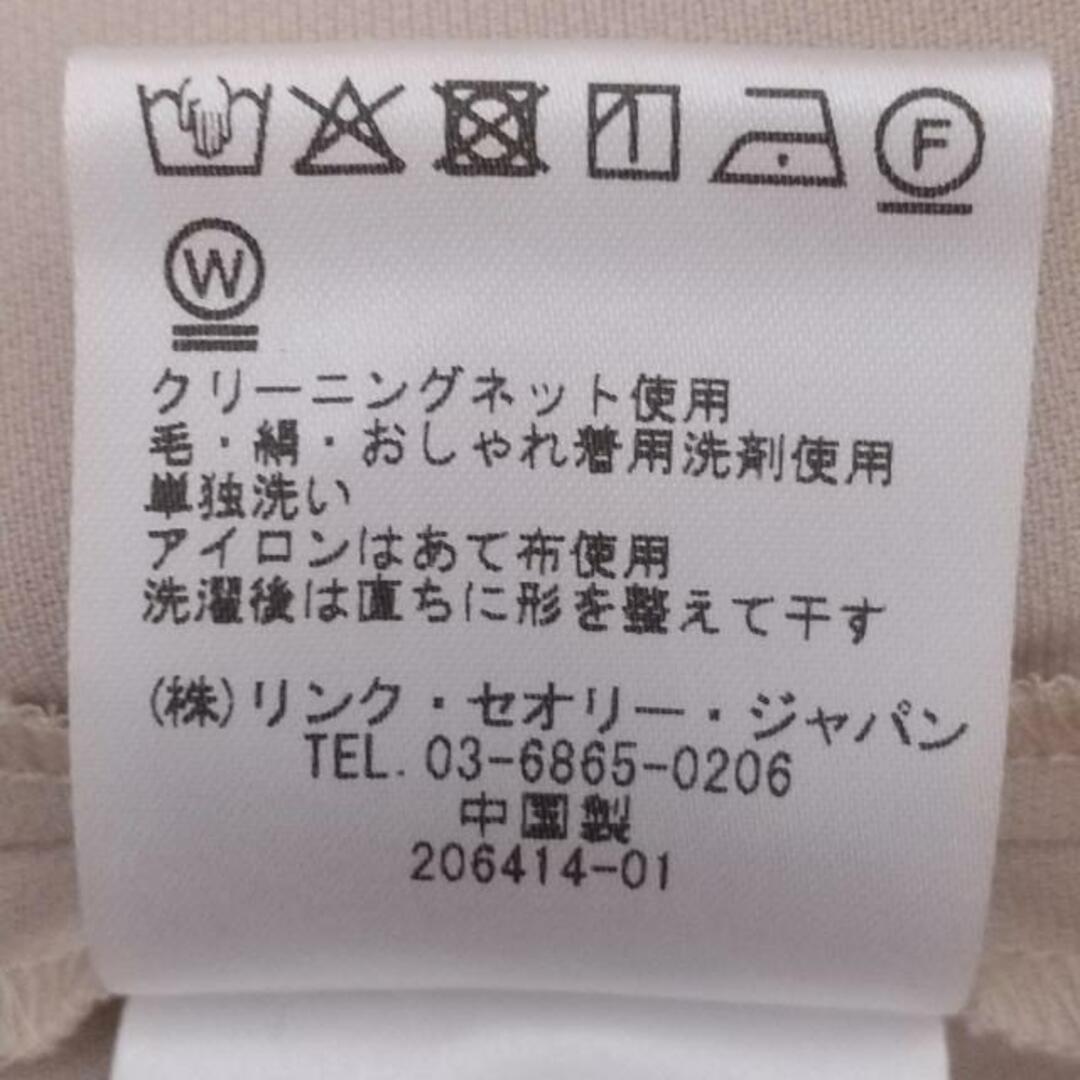 F
W
クリーニングネット使用
毛・絹・おしゃれ着用洗剤使用
単独洗い
アイロンはあて布使用
洗濯後は直ちに形を整えて干す
(株)リンク・セオリー・ジャパン
TEL. 03-6865-0206
中国製
206414-01